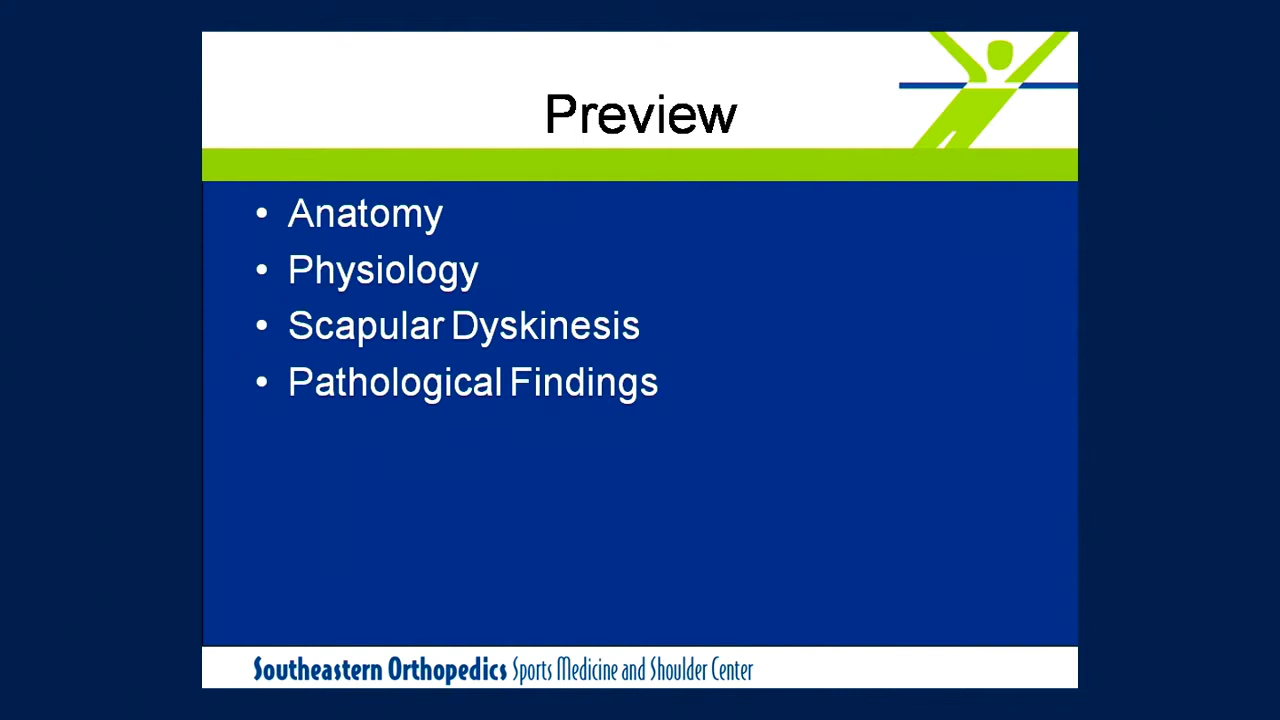 Preview
• Anatomy
• Physiology
• Scapular Dyskinesis
• Pathological Findings
Southeastern Orthopedics Sports Medicine and Shoulder Center